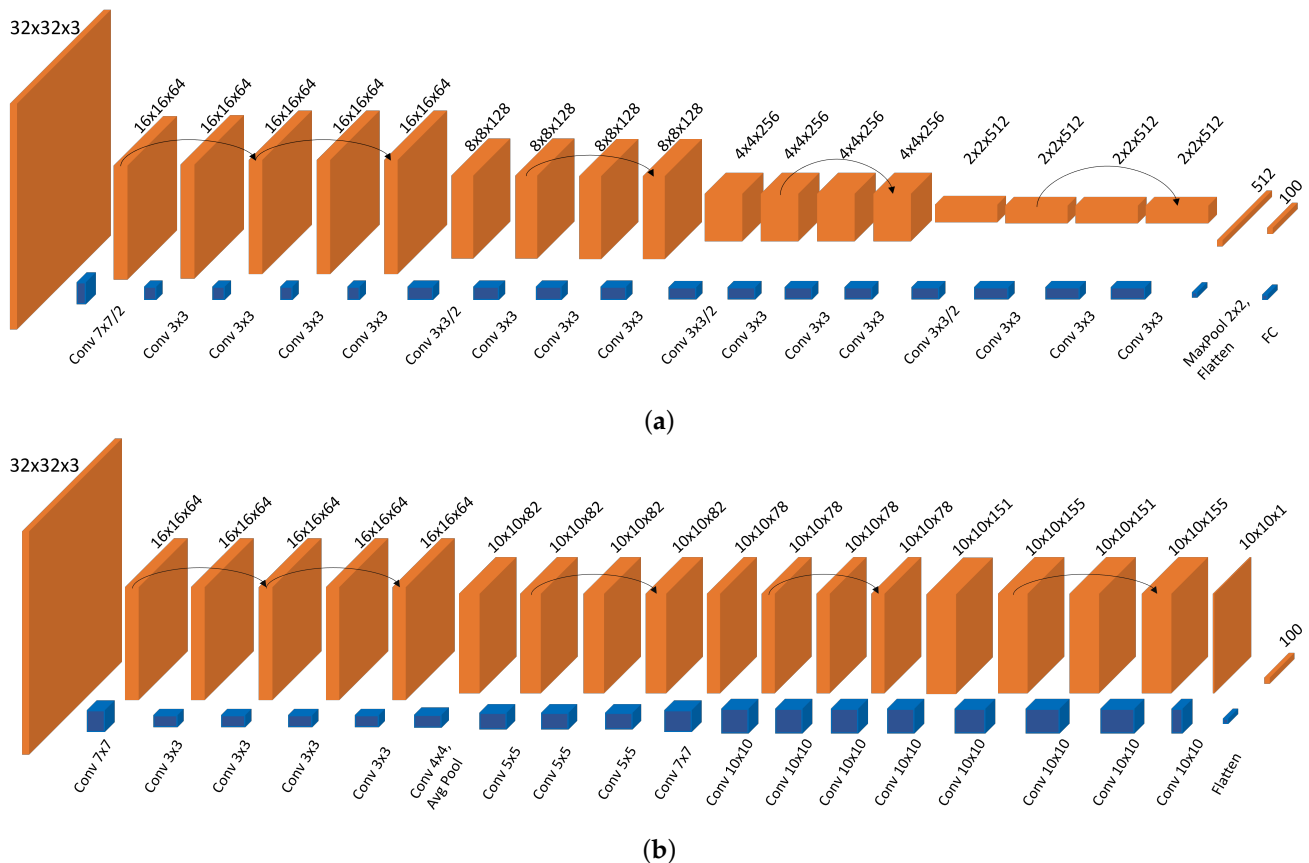 32x32x3
16x16x64
16x16x64
16x16x64
16x16x64
16x16x64
8x8x128
8x8x128
8x8x128
8x8x128
4x4x256
4x4x256
4x4x256
4x4x256
2x2x512
2x2x512
2x2x512
2x2x512
512
100
Conv 7x7/2
Conv 3x3
Conv 3x3
Conv 3x3
Conv 3x3
Conv 3x3/2
Conv 3x3
Conv 3x3
Conv 3x3
Conv 3x3/2
Conv 3x3
Conv 3x3
Conv 3x3
Conv 3x3/2
Conv 3x3
Conv 3x3
Conv 3x3
MaxPool 2x2,
Flatten
FC
(a)
32x32x3
16x16x64
16x16x64
16x16x64
16x16x64
16x16x64
10x10x82
10x10x82
10x10x82
10x10x82
10x10x78
10x10x78
10x10x78
10x10x78
10x10x151
10x10x155
10x10x151
10x10x155
10x10x1
100
Conv 7x7
Conv 3x3
Conv 3x3
Conv 3x3
Conv 3x3
Conv 4x4,
Avg Pool
Conv 5x5
Conv 5x5
Conv 5x5
Conv 7x7
Conv 10x10
Conv 10x10
Conv 10x10
Conv 10x10
Conv 10x10
Conv 10x10
Conv 10x10
Conv 10x10
Flatten
(b)